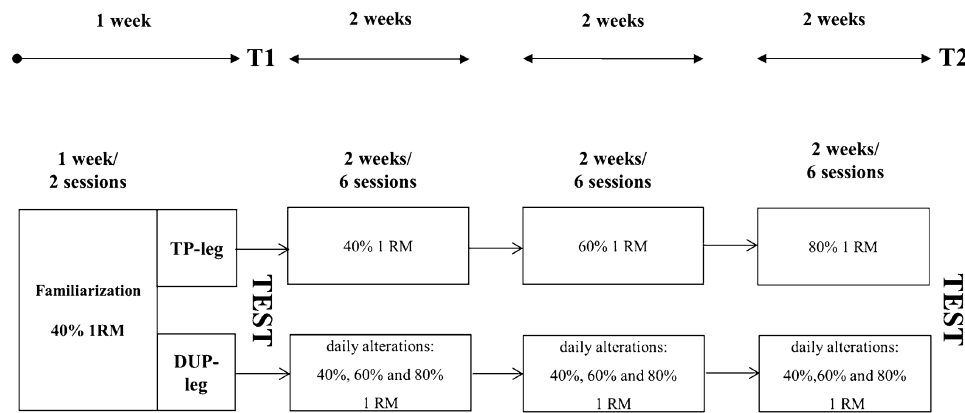 1 week
2 weeks
2 weeks
2 weeks
T1
T2
1 week/
2 sessions
2 weeks/
6 sessions
2 weeks/
6 sessions
2 weeks/
6 sessions
Familiarization
40% 1RM
TP-leg
40% 1 RM
60% 1 RM
80% 1 RM
TEST
TEST
DUP-
leg
daily alterations:
40%, 60% and 80%
1 RM
daily alterations:
40%, 60% and 80%
1 RM
daily alterations:
40%,60% and 80%
1 RM